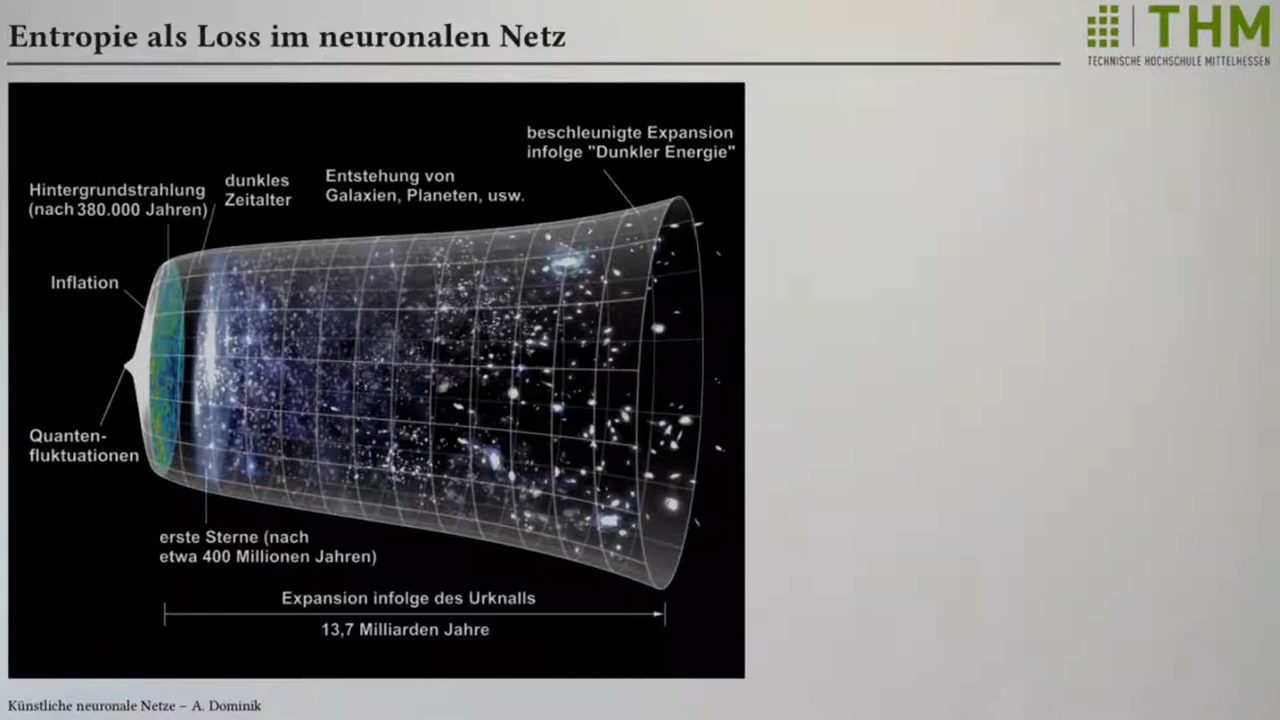 Entropie als Loss im neuronalen Netz
THM
TECHNISCHE HOCHSCHULE MITTELHESSEN
beschleunigte Expansion
infolge "Dunkler Energie"
Hintergrundstrahlung
(nach 380.000 Jahren)
dunkles
Zeitalter
Entstehung von
Galaxien, Planeten, usw.
Inflation
Quanten-
fluktuationen
erste Sterne (nach
etwa 400 Millionen Jahren)
Expansion infolge des Urknalls
13,7 Milliarden Jahre
Künstliche neuronale Netze – A. Dominik